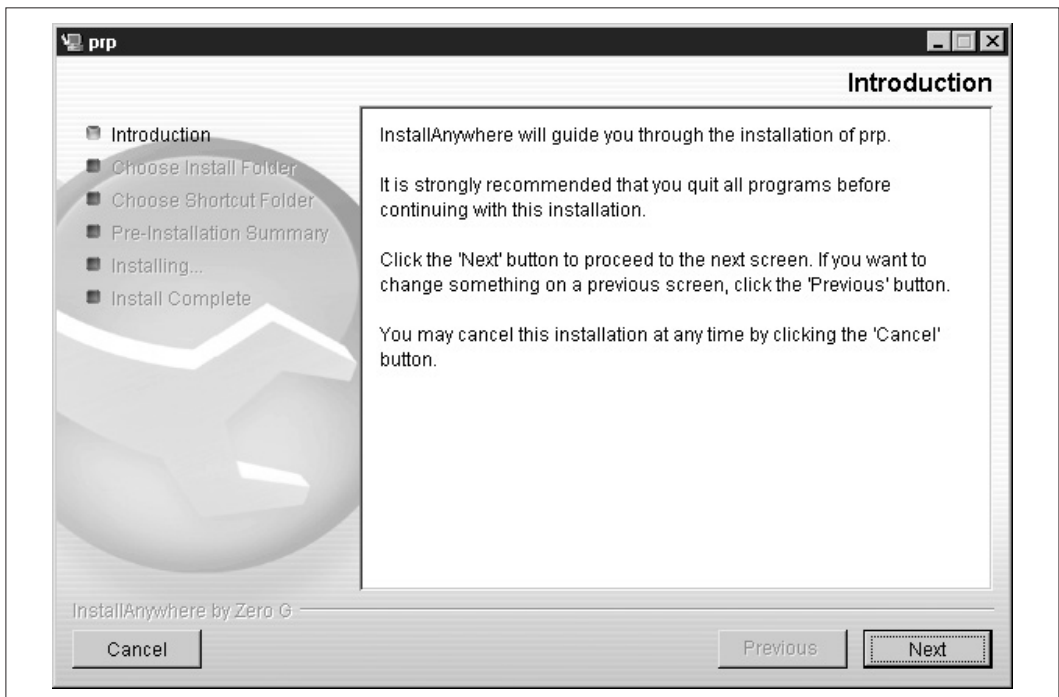 prp
Introduction
Introduction
Choose Install Folder
Choose Shortcut Folder
Pre-Installation Summary
Installing...
Install Complete
InstallAnywhere will guide you through the installation of prp.
It is strongly recommended that you quit all programs before
continuing with this installation.
Click the 'Next' button to proceed to the next screen. If you want to
change something on a previous screen, click the 'Previous' button.
You may cancel this installation at any time by clicking the 'Cancel'
button.
InstallAnywhere by Zero G
Cancel
Previous
Next